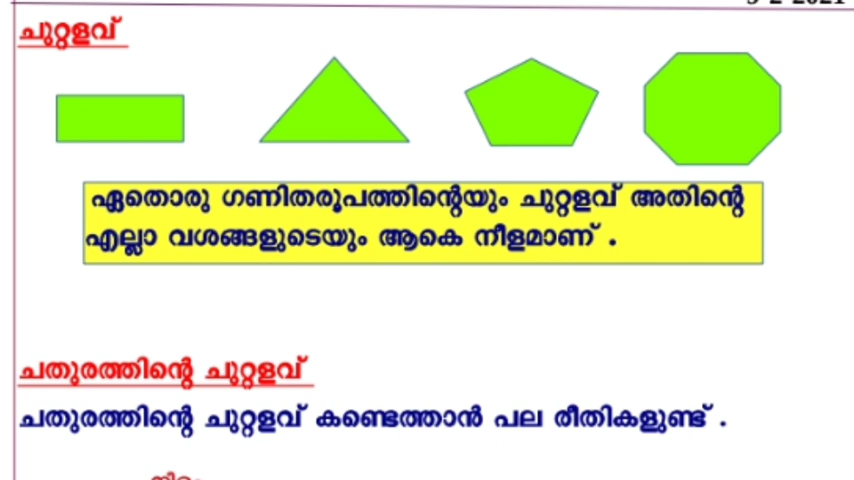 ചുറ്റളവ്
ഏതൊരു ഗണിതരൂപത്തിന്റെയും ചുറ്റളവ് അതിന്റെ
എല്ലാ വശങ്ങളുടെയും ആകെ നീളമാണ് .
ചതുരത്തിന്റെ ചുറ്റളവ്
ചതുരത്തിന്റെ ചുറ്റളവ് കണ്ടെത്താൻ പല രീതികളുണ്ട് .